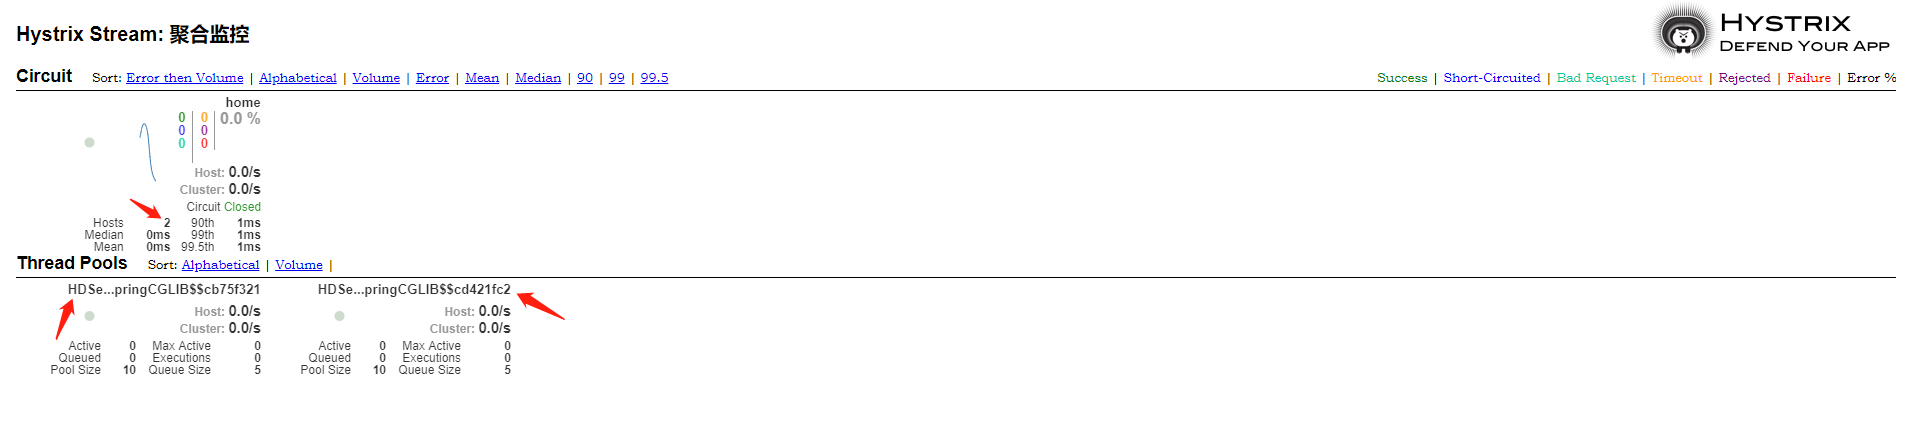 Hystrix Stream: 聚合监控
HYSTRIX
DEFEND YOUR APP
Circuit Sort: Error then Volume | Alphabetical | Volume | Error | Mean | Median | 90 | 99 | 99.5
Success | Short-Circuited | Bad Request | Timeout | Rejected | Failure | Error %
home
0 0 0.0 %
0 0
0 0
Host: 0.0/s
Cluster: 0.0/s
Circuit Closed
Hosts 2 90th 1ms
Median 0ms 99th 1ms
Mean 0ms 99.5th 1ms
Thread Pools Sort: Alphabetical | Volume |
HDSe...pringCGLIB$$cb75f321
Host: 0.0/s
Cluster: 0.0/s
Active 0 Max Active 0
Queued 0 Executions 0
Pool Size 10 Queue Size 5
HDSe...pringCGLIB$$cd421fc2
Host: 0.0/s
Cluster: 0.0/s
Active 0 Max Active 0
Queued 0 Executions 0
Pool Size 10 Queue Size 5